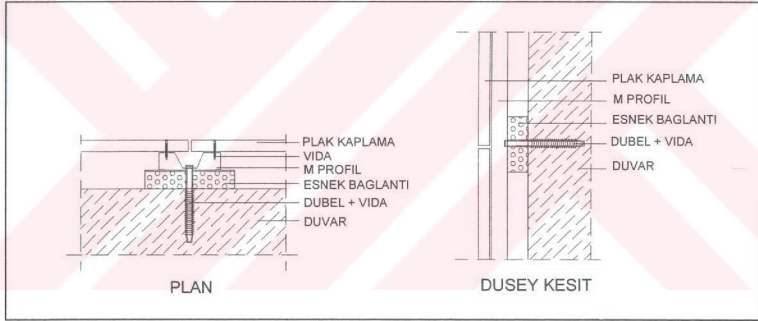 PLAK KAPLAMA
VIDA
M PROFIL
ESNEK BAGLANTI
DUBEL + VIDA
DUVAR
PLAN
PLAK KAPLAMA
M PROFIL
ESNEK BAGLANTI
DUBEL + VIDA
DUVAR
DUSEY KESIT